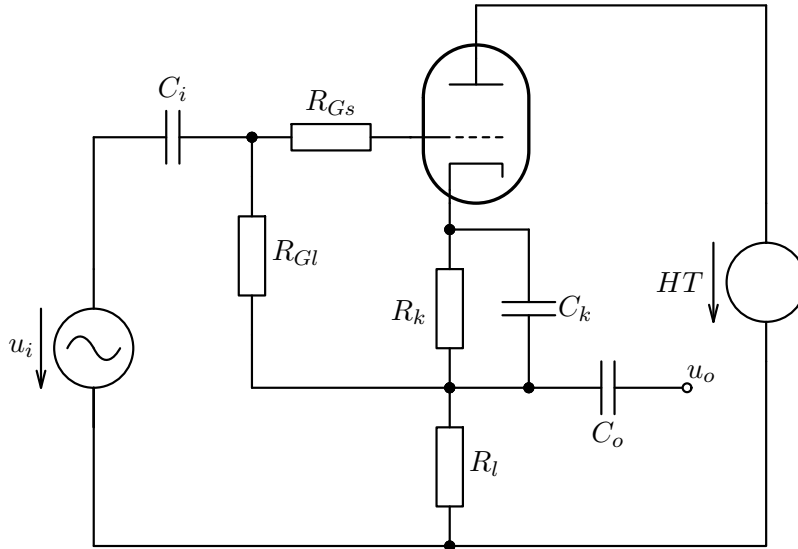 C_i
R_{Gs}
R_{Gl}
HT
R_k
C_k
u_i
u_o
C_o
R_l